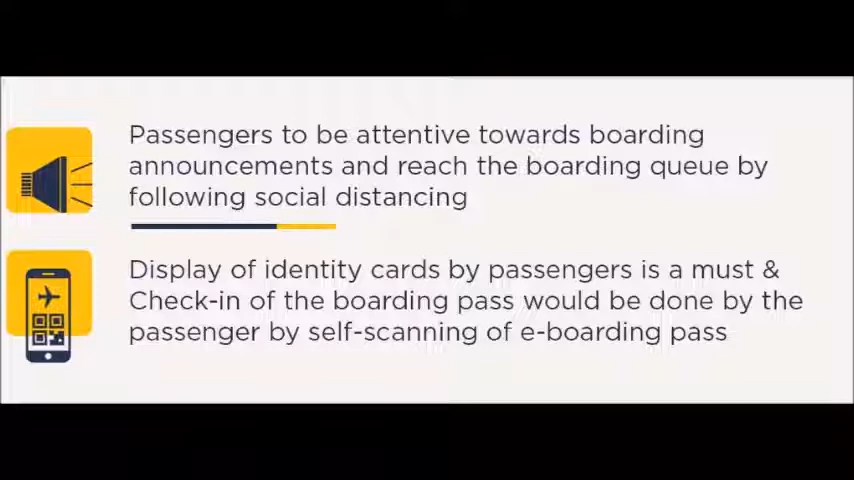 Passengers to be attentive towards boarding
announcements and reach the boarding queue by
following social distancing
Display of identity cards by passengers is a must &
Check-in of the boarding pass would be done by the
passenger by self-scanning of e-boarding pass